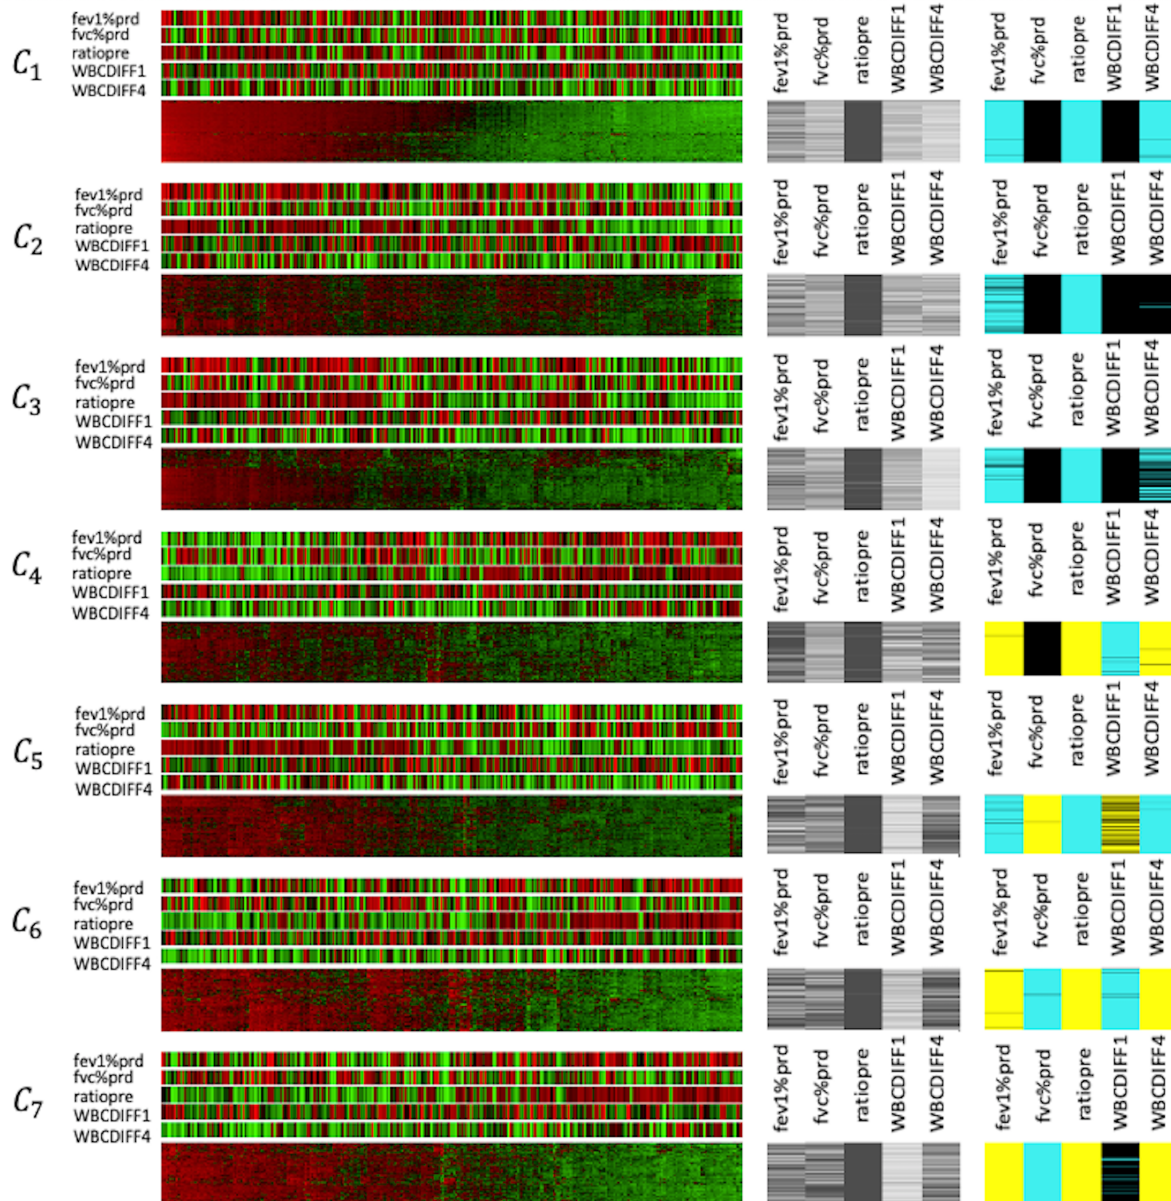 fev1%prd
fvc%prd
C1 ratiopre
WBCDIFF1
WBCDIFF4
fev1%prd fvc%prd ratiopre WBCDIFF1 WBCDIFF4
fev1%prd fvc%prd ratiopre WBCDIFF1 WBCDIFF4
fev1%prd
fvc%prd
C2 ratiopre
WBCDIFF1
WBCDIFF4
fev1%prd fvc%prd ratiopre WBCDIFF1 WBCDIFF4
fev1%prd fvc%prd ratiopre WBCDIFF1 WBCDIFF4
fev1%prd
fvc%prd
C3 ratiopre
WBCDIFF1
WBCDIFF4
fev1%prd fvc%prd ratiopre WBCDIFF1 WBCDIFF4
fev1%prd fvc%prd ratiopre WBCDIFF1 WBCDIFF4
fev1%prd
fvc%prd
C4 ratiopre
WBCDIFF1
WBCDIFF4
fev1%prd fvc%prd ratiopre WBCDIFF1 WBCDIFF4
fev1%prd fvc%prd ratiopre WBCDIFF1 WBCDIFF4
fev1%prd
fvc%prd
C5 ratiopre
WBCDIFF1
WBCDIFF4
fev1%prd fvc%prd ratiopre WBCDIFF1 WBCDIFF4
fev1%prd fvc%prd ratiopre WBCDIFF1 WBCDIFF4
fev1%prd
fvc%prd
C6 ratiopre
WBCDIFF1
WBCDIFF4
fev1%prd fvc%prd ratiopre WBCDIFF1 WBCDIFF4
fev1%prd fvc%prd ratiopre WBCDIFF1 WBCDIFF4
fev1%prd
fvc%prd
C7 ratiopre
WBCDIFF1
WBCDIFF4
fev1%prd fvc%prd ratiopre WBCDIFF1 WBCDIFF4
fev1%prd fvc%prd ratiopre WBCDIFF1 WBCDIFF4